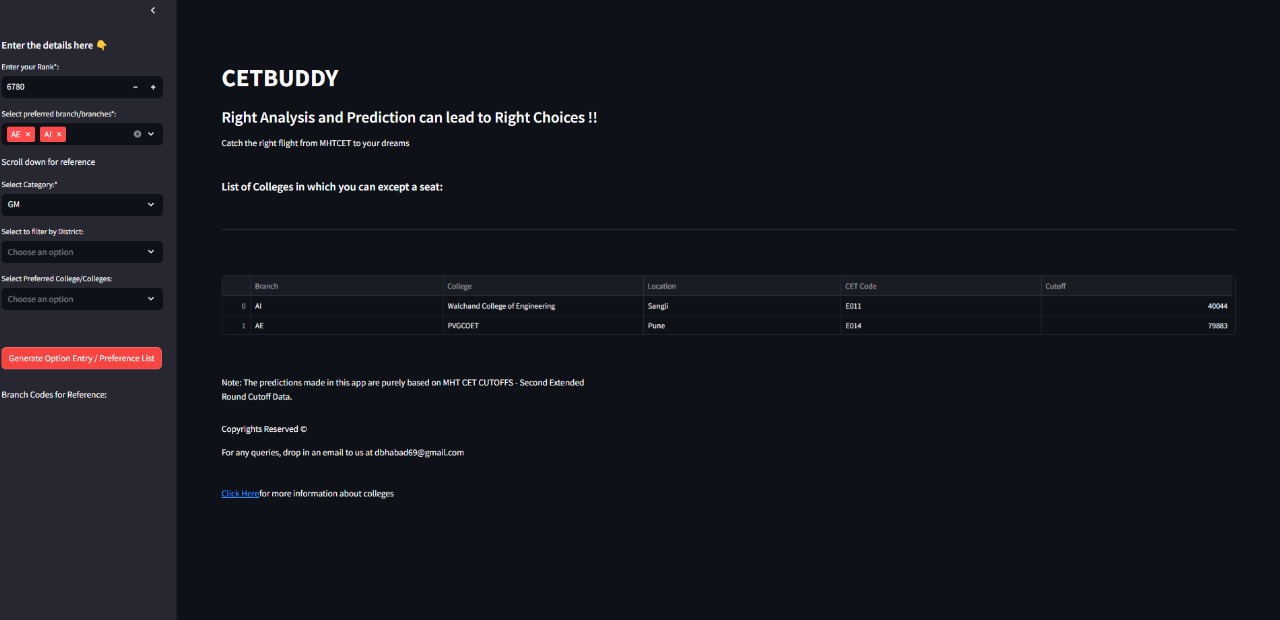 Enter the details here 👇
Enter your Rank*:
6780
Select preferred branch/branches*:
AE × AI ×
Scroll down for reference
Select Category:*
GM
Select to filter by District:
Choose an option
Select Preferred College/Colleges:
Choose an option
Generate Option Entry / Preference List
Branch Codes for Reference:
CETBUDDY
Right Analysis and Prediction can lead to Right Choices !!
Catch the right flight from MHTCET to your dreams
List of Colleges in which you can except a seat:
Branch College Location CET Code Cutoff
0 AI Walchand College of Engineering Sangli E011 40044
1 AE PVGCOET Pune E014 79883
Note: The predictions made in this app are purely based on MHT CET CUTOFFS - Second Extended
Round Cutoff Data.
Copyrights Reserved ©
For any queries, drop in an email to us at dbhabad69@gmail.com
Click Herefor more information about colleges